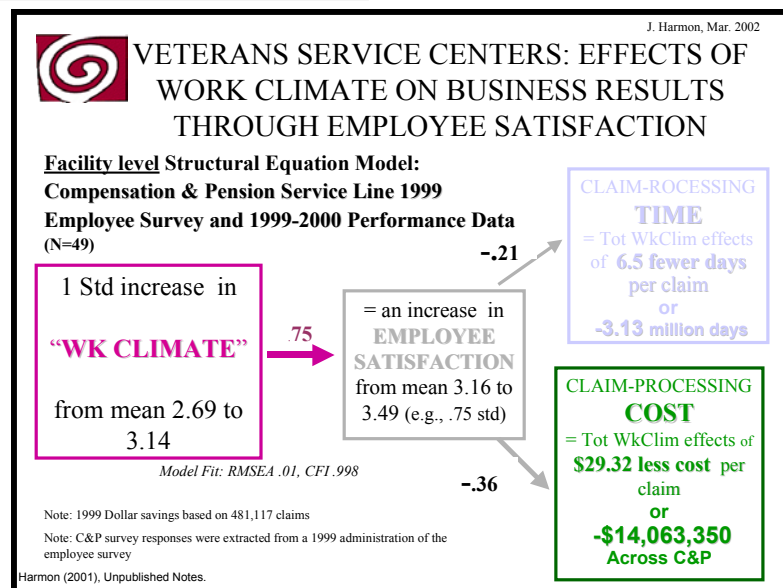 J. Harmon, Mar. 2002
VETERANS SERVICE CENTERS: EFFECTS OF
WORK CLIMATE ON BUSINESS RESULTS
THROUGH EMPLOYEE SATISFACTION
Facility level Structural Equation Model:
Compensation & Pension Service Line 1999
Employee Survey and 1999-2000 Performance Data
(N=49)
1 Std increase in
“WK CLIMATE”
from mean 2.69 to
3.14
.75
= an increase in
EMPLOYEE
SATISFACTION
from mean 3.16 to
3.49 (e.g., .75 std)
-.21
CLAIM-ROCESSING
TIME
= Tot WkClim effects
of 6.5 fewer days
per claim
or
-3.13 million days
-.36
CLAIM-PROCESSING
COST
= Tot WkClim effects of
$29.32 less cost per
claim
or
-$14,063,350
Across C&P
Model Fit: RMSEA .01, CFI .998
Note: 1999 Dollar savings based on 481,117 claims
Note: C&P survey responses were extracted from a 1999 administration of the
employee survey
Harmon (2001), Unpublished Notes.